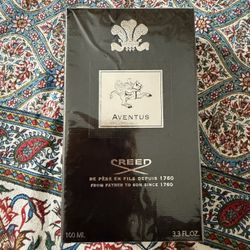 AVENTUS
CREED
DE PÈRE EN FILS DEPUIS 1760
FROM FATHER TO SON SINCE 1760
100 ML 3.3 FL.OZ.